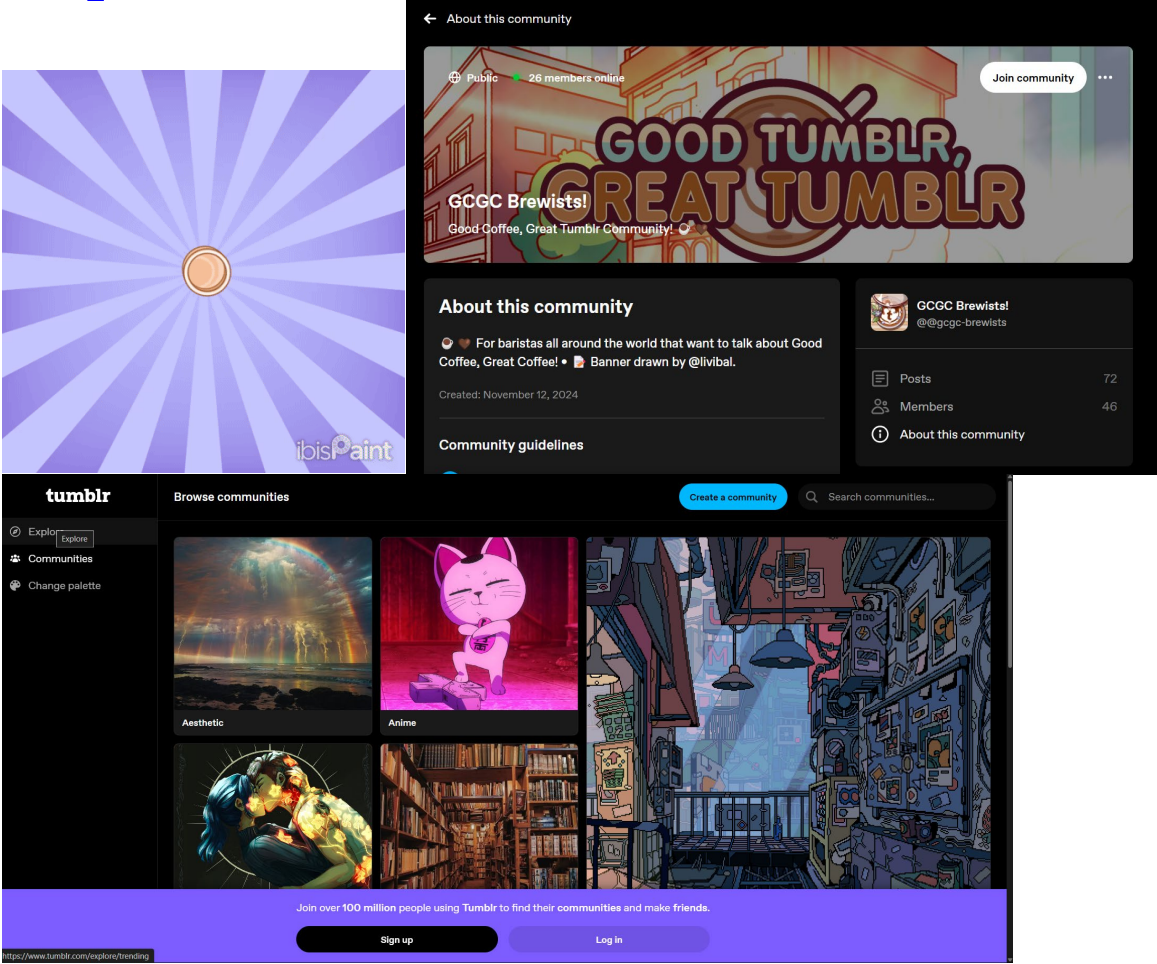 ibisPaint
About this community
Public
26 members online
Join community
GOOD TUMBLR,
GREAT TUMBLR
GCGC Brewists!
Good Coffee, Great Tumblr Community!
About this community
For baristas all around the world that want to talk about Good
Coffee, Great Coffee! • Banner drawn by @livibal.
Created: November 12, 2024
Community guidelines
GCGC Brewists!
@@gcgc-brewists
Posts 72
Members 46
About this community
tumblr
Explore
Explore
Communities
Change palette
Browse communities
Create a community
Search communities...
Aesthetic
Anime
Join over 100 million people using Tumblr to find their communities and make friends.
Sign up
Log in
https://www.tumblr.com/explore/trending